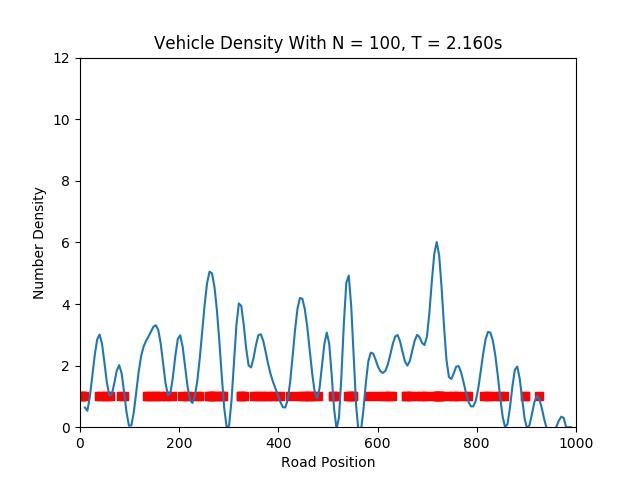 Vehicle Density With N = 100, T = 2.160s
12
10
8
6
4
2
0
Number Density
0 200 400 600 800 1000
Road Position